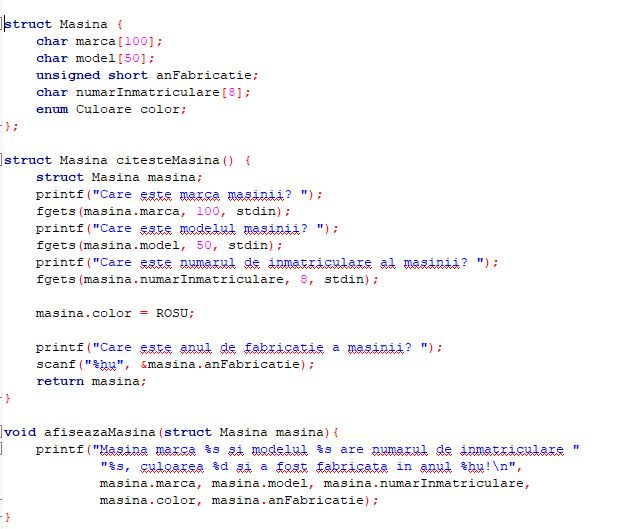 struct Masina {
    char marca[100];
    char model[50];
    unsigned short anFabricatie;
    char numarInmatriculare[8];
    enum Culoare color;
};

struct Masina citesteMasina() {
    struct Masina masina;
    printf("Care este marca masinii? ");
    fgets(masina.marca, 100, stdin);
    printf("Care este modelul masinii? ");
    fgets(masina.model, 50, stdin);
    printf("Care este numarul de inmatriculare al masinii? ");
    fgets(masina.numarInmatriculare, 8, stdin);

    masina.color = ROSU;

    printf("Care este anul de fabricatie a masinii? ");
    scanf("%hu", &masina.anFabricatie);
    return masina;
}

void afiseazaMasina(struct Masina masina){
    printf("Masina marca %s si modelul %s are numarul de inmatriculare "
            "%s, culoarea %d si a fost fabricata in anul %hu!\n",
            masina.marca, masina.model, masina.numarInmatriculare,
            masina.color, masina.anFabricatie);
}